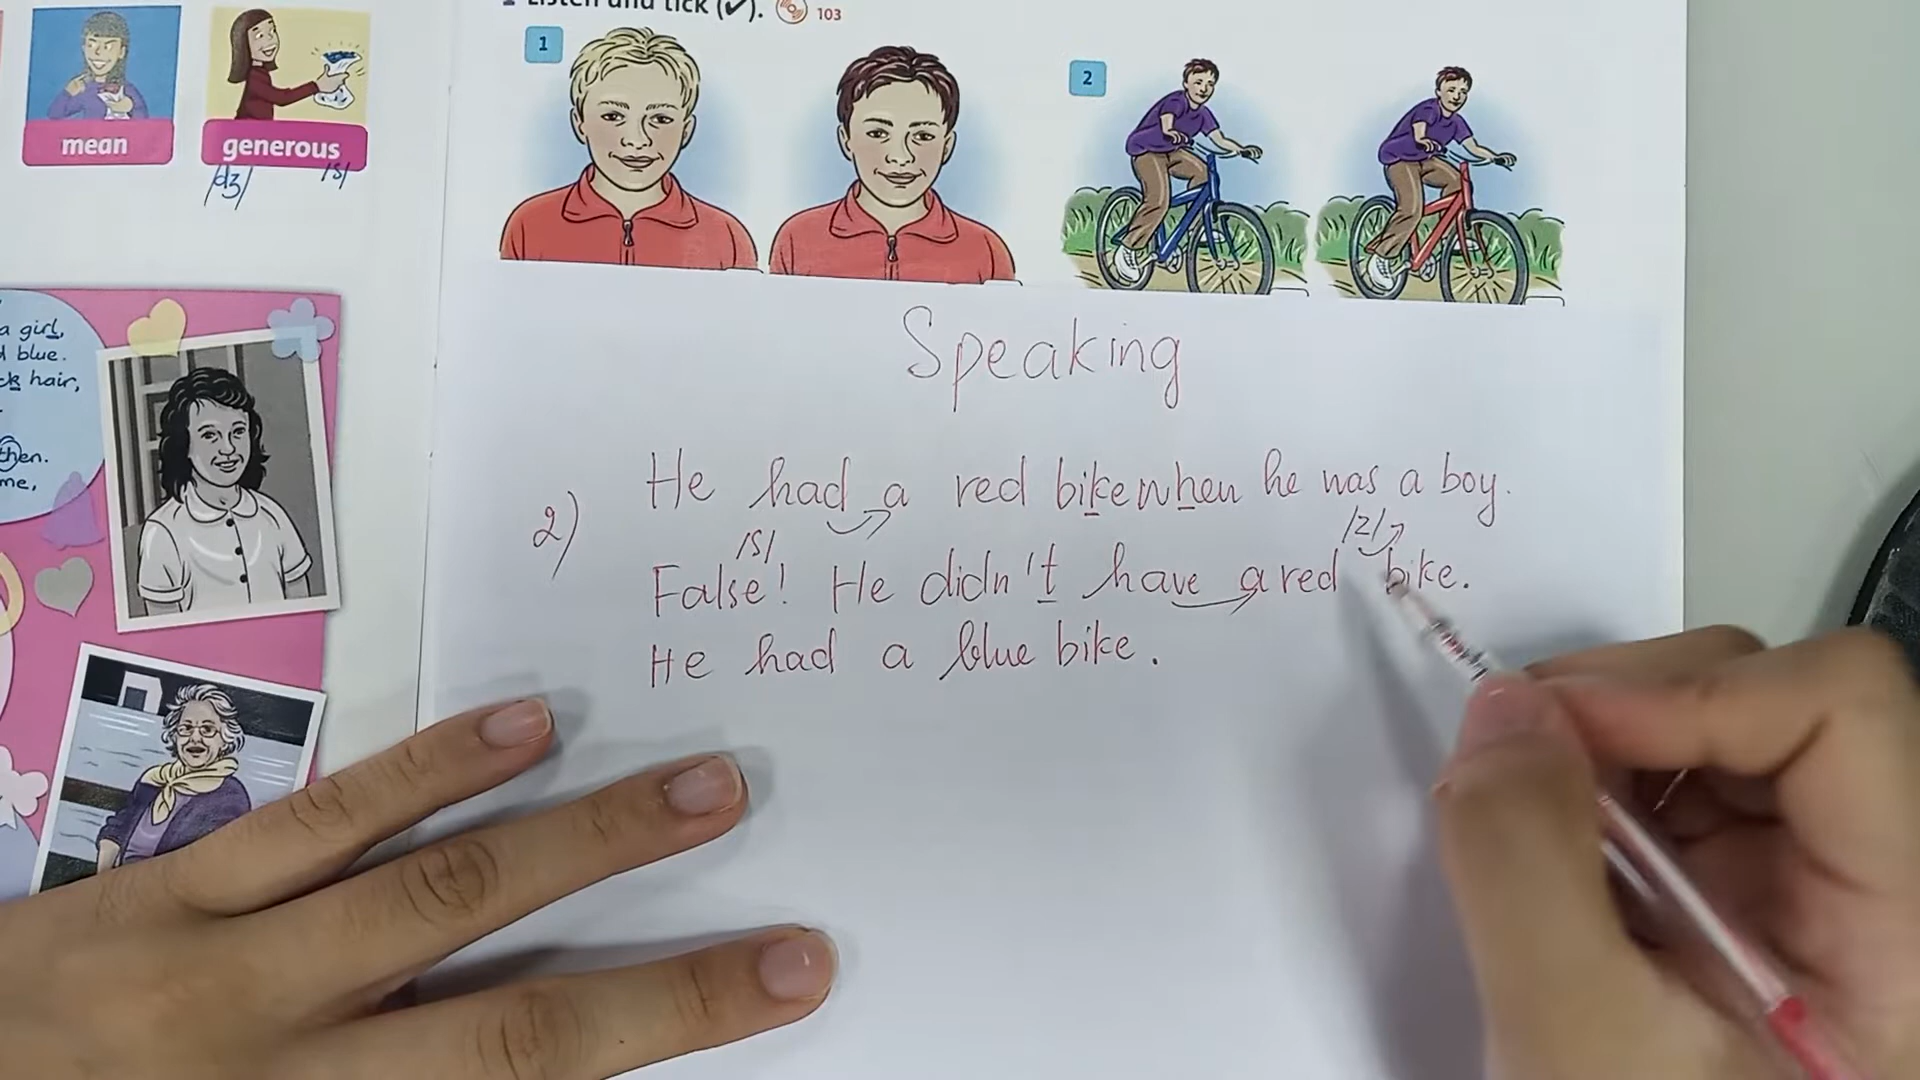 Listen and tick (✓). 103
1
2
mean
generous
/dʒ/ /s/
a girl,
d blue.
ck hair,
then.
me,
Speaking
2)
He had a red bike when he was a boy.
/s/ /z/
False! He didn't have a red bike.
He had a blue bike.